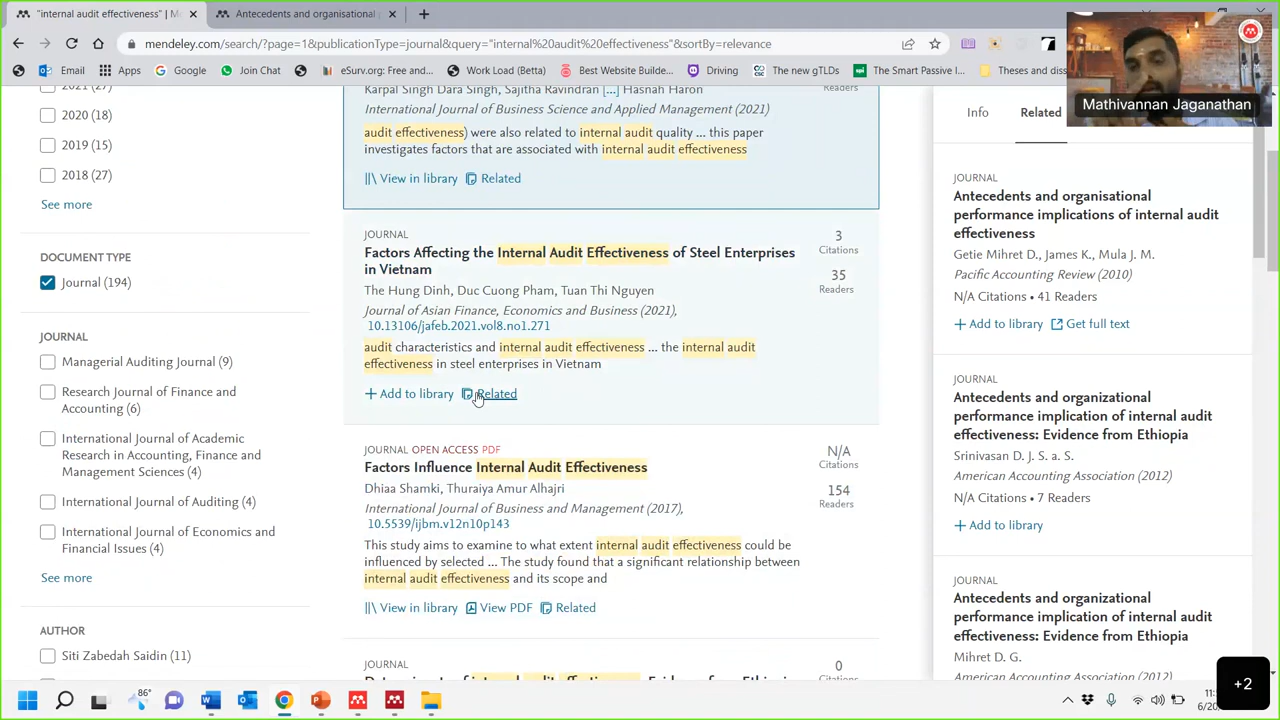 "internal audit effectiveness" | M
Antecedents and organisational
mendeley.com/search/?page=1&publicationType=journal&query="internal%20audit%20effectiveness"&sortBy=relevance
Email
Apps
Google
Join Chat
eSourcing Free and
Work Load (Betta)
Best Website Builde...
Driving
The new gTLDs
The Smart Passive I...
Theses and diss
Mathivannan Jaganathan
2021 (27)
2020 (18)
2019 (15)
2018 (27)
See more
DOCUMENT TYPE
Journal (194)
JOURNAL
Managerial Auditing Journal (9)
Research Journal of Finance and
Accounting (6)
International Journal of Academic
Research in Accounting, Finance and
Management Sciences (4)
International Journal of Auditing (4)
International Journal of Economics and
Financial Issues (4)
See more
AUTHOR
Siti Zabedah Saidin (11)
Karpal Singh Dara Singh
[...] Hasnah Haron
Readers
and Applied Management (2021)
audit effectiveness) were found to internal audit quality ... this paper
investigates factors that are associated with internal audit effectiveness
View in library Related
JOURNAL
Factors Affecting the Internal Audit Effectiveness of Steel Enterprises
in Vietnam
3
Citations
35
Readers
The Hung Dinh, Duc Cuong Pham, Tuan Thi Nguyen
Journal of Asian Finance, Economics and Business (2021),
10.13106/jafeb.2021.vol8.no1.271
audit characteristics and internal audit effectiveness ... the internal audit
effectiveness in steel enterprises in Vietnam
Add to library Related
JOURNAL OPEN ACCESS PDF
Factors Influence Internal Audit Effectiveness
N/A
Citations
154
Readers
Dhiaa Shamki, Thuraiya Amur Alhajri
International Journal of Business and Management (2017),
10.5539/ijbm.v12n10p143
This study aims to examine to what extent internal audit effectiveness could be
influenced by selected ... The study found that a significant relationship between
internal audit effectiveness and its scope and
View in library View PDF Related
JOURNAL
0
Info
Related
JOURNAL
Antecedents and organisational
performance implications of internal audit
effectiveness
Getie Mihret D., James K., Mula J. M.
Pacific Accounting Review (2010)
N/A Citations • 41 Readers
Add to library Get full text
JOURNAL
Antecedents and organizational
performance implication of internal audit
effectiveness: Evidence from Ethiopia
Srinivasan D. J. S. a. S.
American Accounting Association (2012)
N/A Citations • 7 Readers
Add to library
JOURNAL
Antecedents and organizational
performance implication of internal audit
effectiveness: Evidence from Ethiopia
Mihret D. G.
American Accounting Association (2012)
+2
86°
11:
6/20